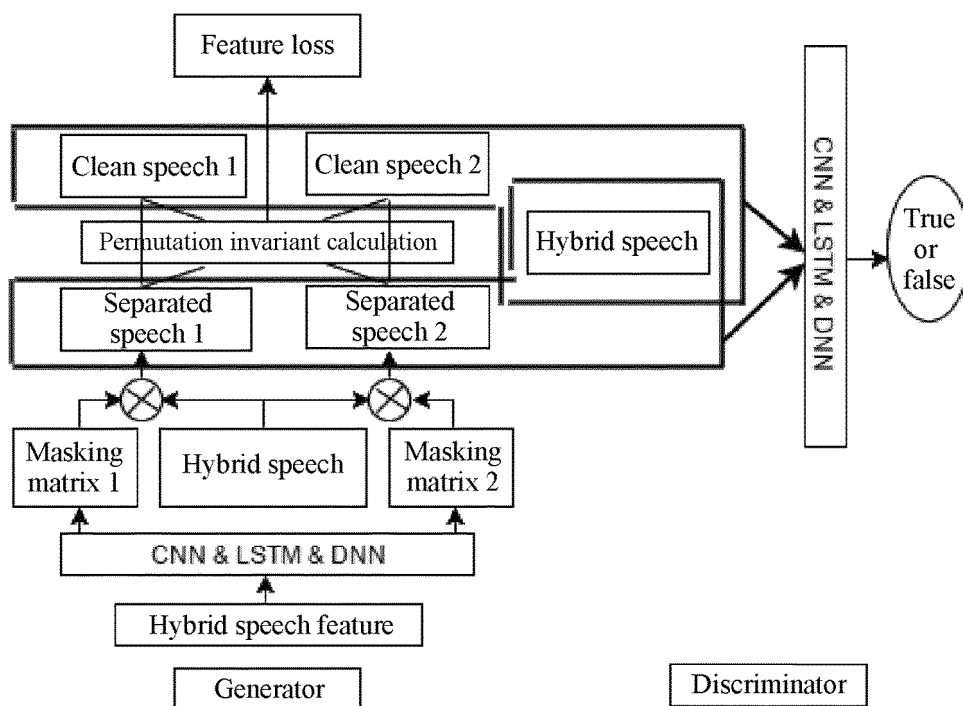 Feature loss
Clean speech 1
Clean speech 2
Permutation invariant calculation
Hybrid speech
Separated
speech 1
Separated
speech 2
CNN & LSTM & DNN
True
or
false
Masking
matrix 1
Hybrid speech
Masking
matrix 2
CNN & LSTM & DNN
Hybrid speech feature
Generator
Discriminator